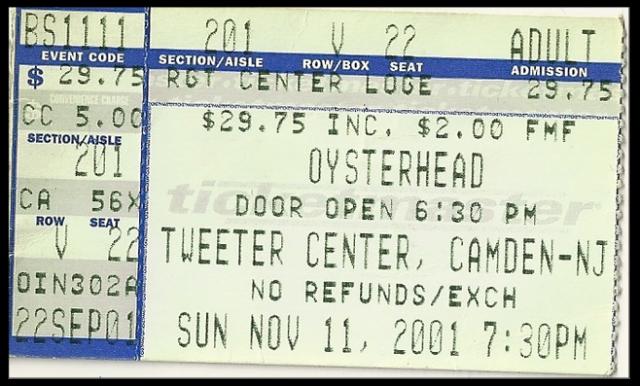 BS1111 201 V 22 ADULT
EVENT CODE SECTION/AISLE ROW/BOX SEAT ADMISSION
$ 29.75 RGT CENTER LOGE 29.75
CONVENIENCE CHARGE
CC 5.00 $29.75 INC. $2.00 FMF
SECTION/AISLE
201 OYSTERHEAD
ticketmaster
CA 56X DOOR OPEN 6:30 PM
ROW SEAT
V 22 TWEETER CENTER, CAMDEN-NJ
OIN302A NO REFUNDS/EXCH
22SEP01 SUN NOV 11, 2001 7:30PM